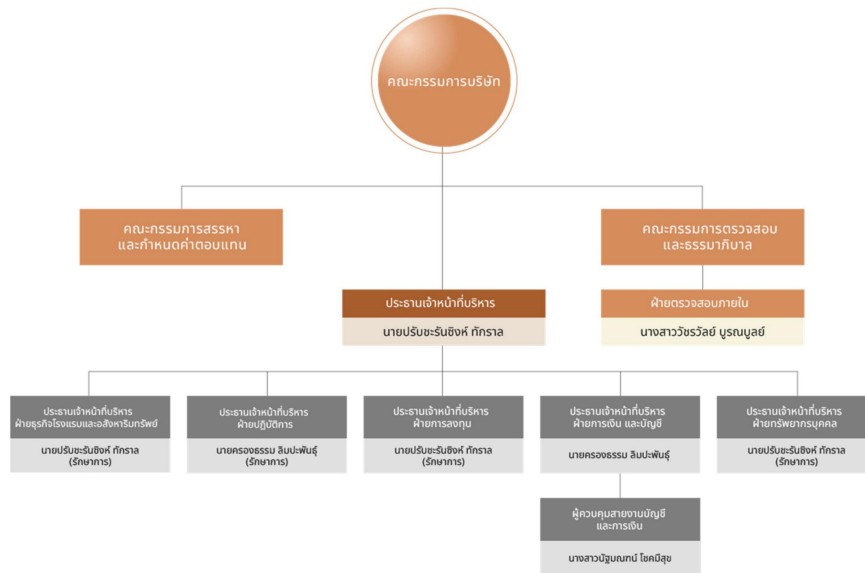 คณะกรรมการบริษัท
คณะกรรมการสรรหา
และกำหนดค่าตอบแทน
คณะกรรมการตรวจสอบ
และธรรมาภิบาล
ประธานเจ้าหน้าที่บริหาร
นายปรับชะรันซิงห์ ทักราล
ฝ่ายตรวจสอบภายใน
นางสาววัชรวัลย์ บูรณบูลย์
ประธานเจ้าหน้าที่บริหาร
ฝ่ายธุรกิจโรงแรมและอสังหาริมทรัพย์
นายปรับชะรันซิงห์ ทักราล
(รักษาการ)
ประธานเจ้าหน้าที่บริหาร
ฝ่ายปฏิบัติการ
นายครองธรรม ลิมปะพันธุ์
(รักษาการ)
ประธานเจ้าหน้าที่บริหาร
ฝ่ายการลงทุน
นายปรับชะรันซิงห์ ทักราล
(รักษาการ)
ประธานเจ้าหน้าที่บริหาร
ฝ่ายการเงิน และบัญชี
นายครองธรรม ลิมปะพันธุ์
ประธานเจ้าหน้าที่บริหาร
ฝ่ายทรัพยากรบุคคล
นายปรับชะรันซิงห์ ทักราล
(รักษาการ)
ผู้ควบคุมสายงานบัญชี
และการเงิน
นางสาวนัฐมณฑน์ โชคมีสุข